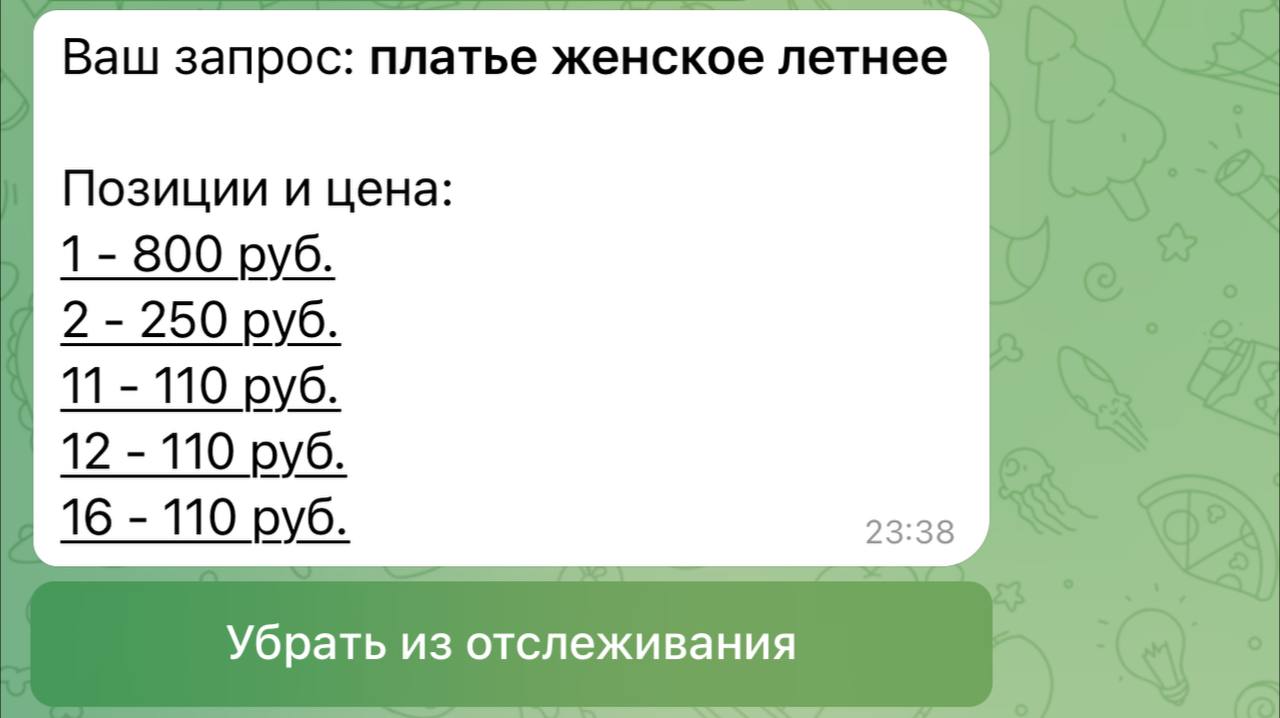 Ваш запрос: платье женское летнее
Позиции и цена:
1 - 800 руб.
2 - 250 руб.
11 - 110 руб.
12 - 110 руб.
16 - 110 руб.
23:38
Убрать из отслеживания